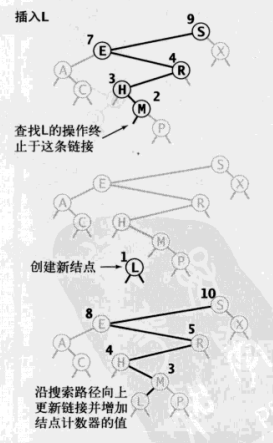 插入L
9
S
7
E
X
4
A
R
3
C
H
2
M
P
查找L的操作终
止于这条链接
S
E
X
A
R
C
H
M
1
P
创建新结点
L
10
8
S
E
5
X
A
R
4
C
H
3
M
沿搜索路径向上
L
P
更新链接并增加
结点计数器的值